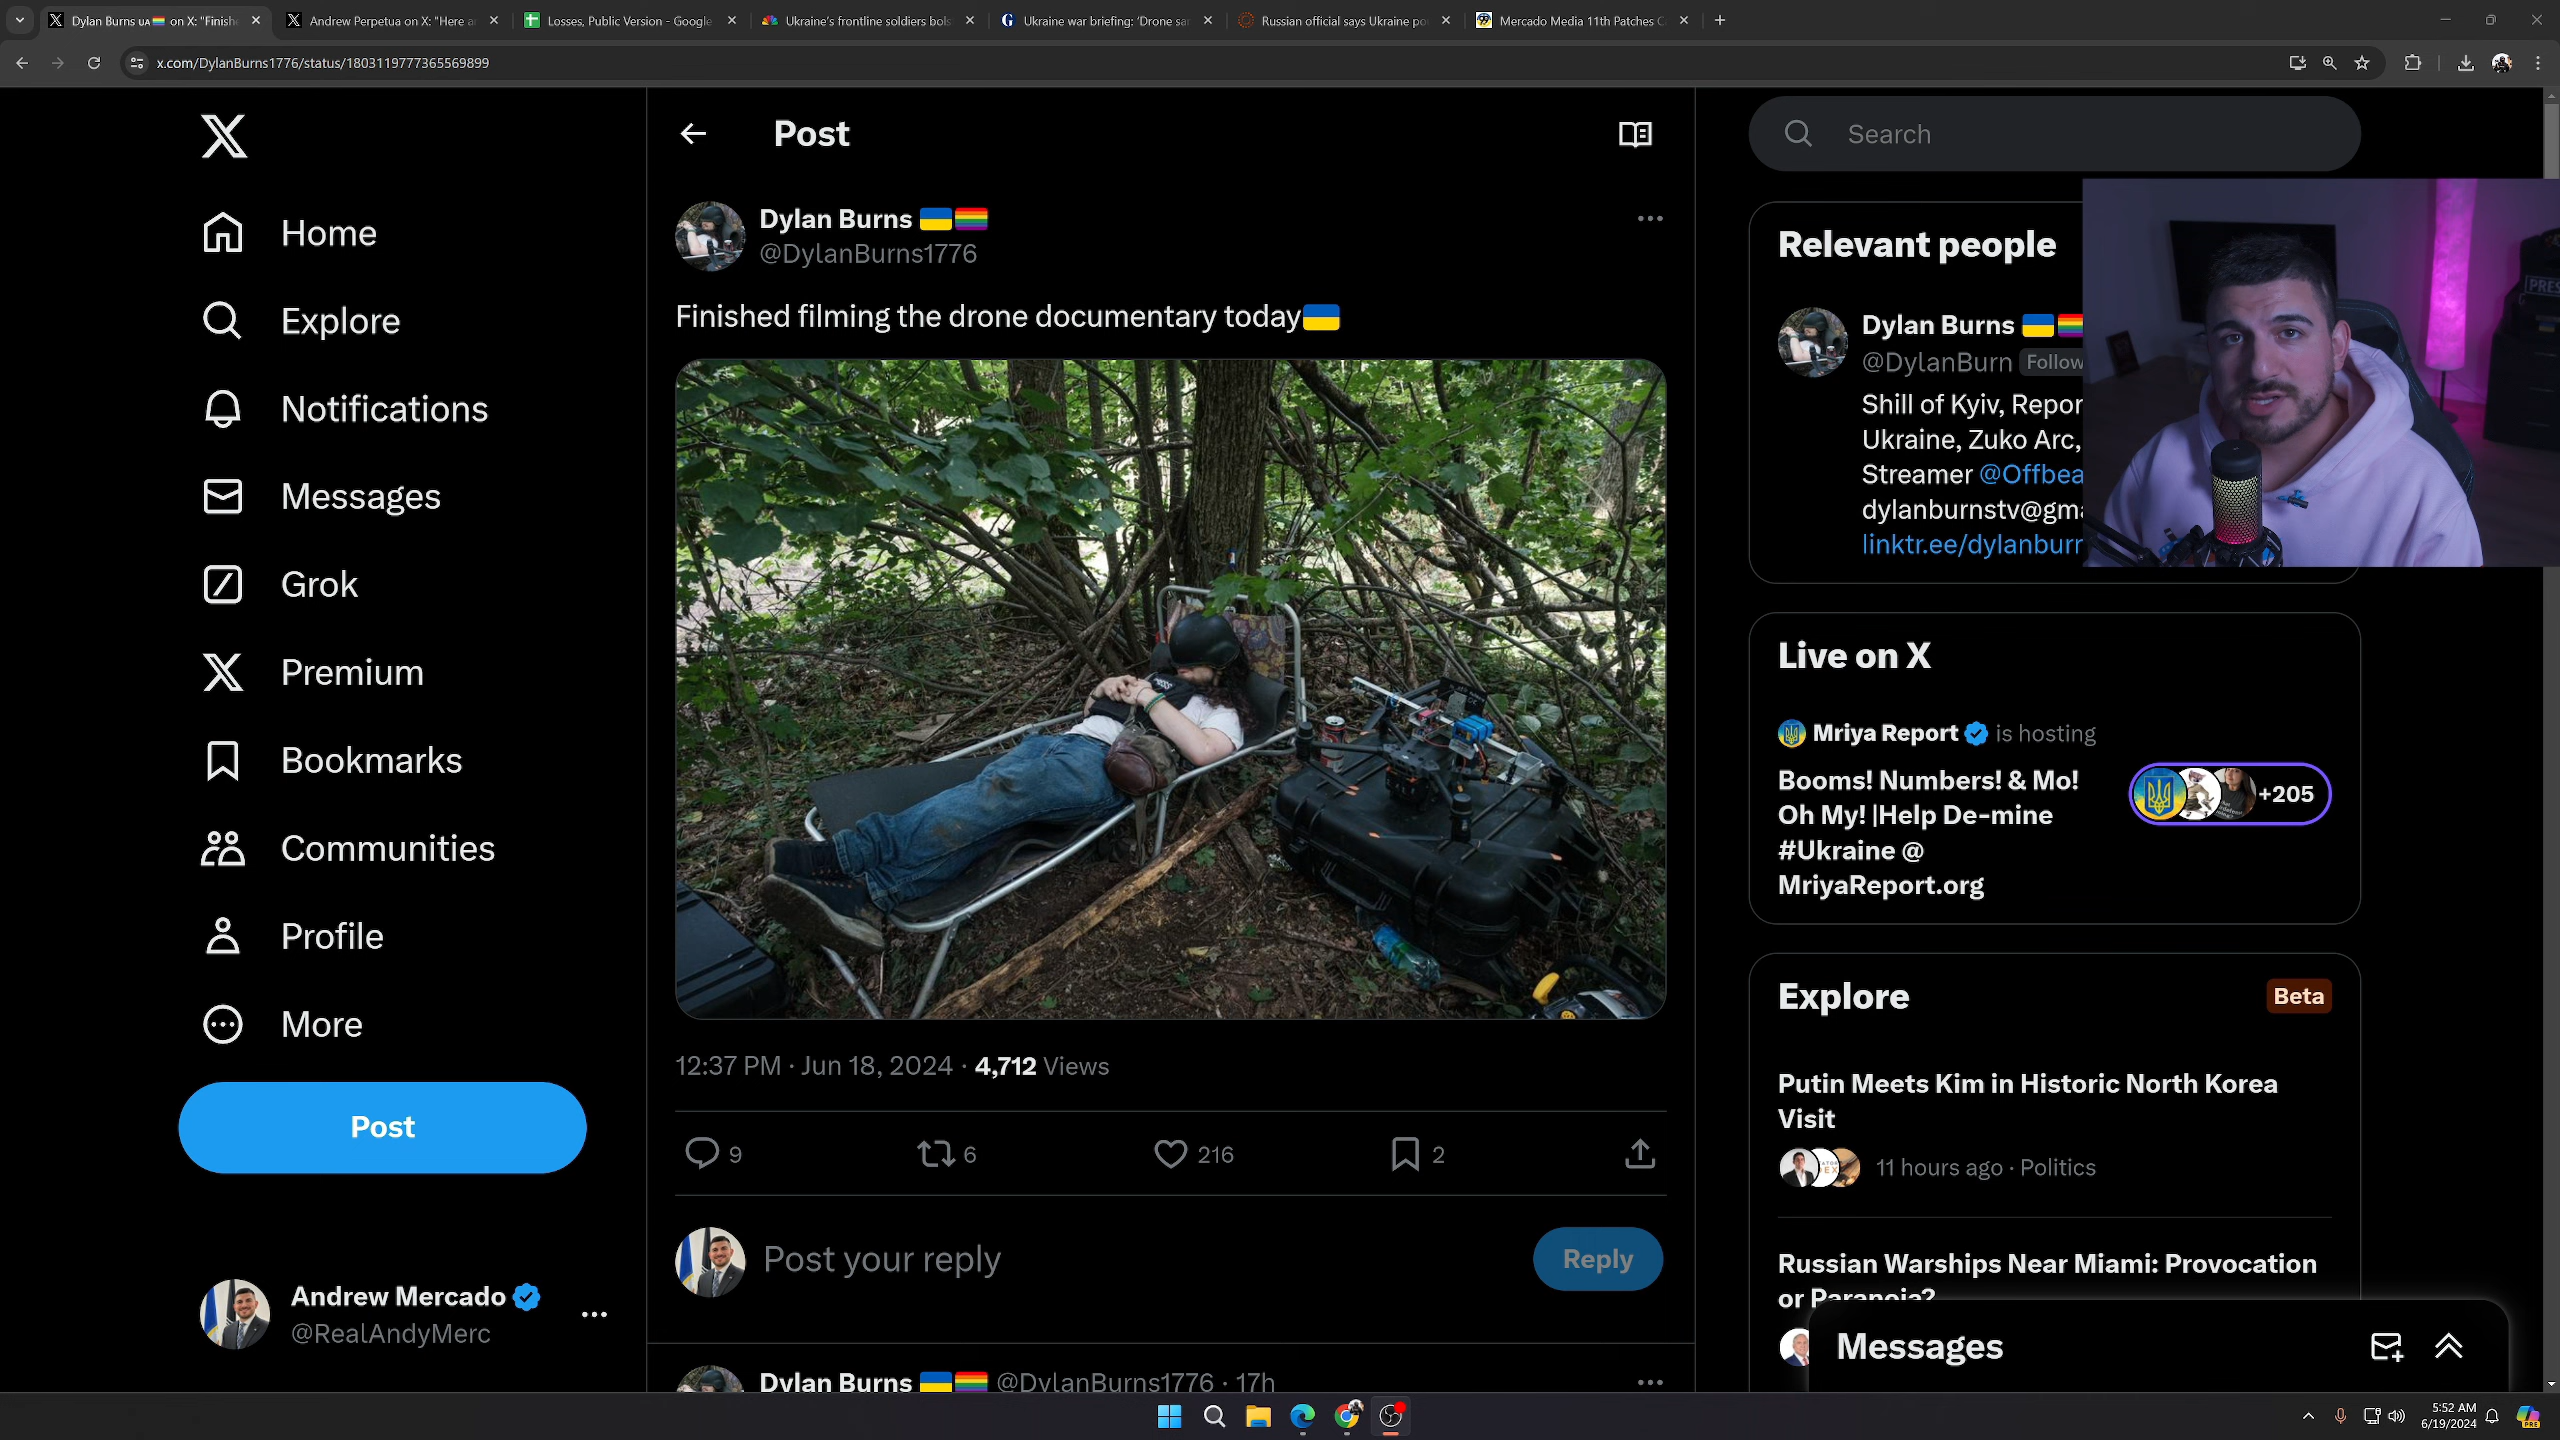 Dylan Burns UA on X: "Finish
Andrew Perpetua on X: "Here a
Losses, Public Version - Google
Ukraine's frontline soldiers bols
Ukraine war briefing: 'Drone sa
Russian official says Ukraine po
Mercado Media 11th Patches C
x.com/DylanBurns1776/status/1803119777365569899
Home
Explore
Notifications
Messages
Grok
Premium
Bookmarks
Communities
Profile
More
Post
Andrew Mercado
@RealAndyMerc
Post
Dylan Burns 🇺🇦🏳️‍🌈
@DylanBurns1776
Finished filming the drone documentary today🇺🇦
PRESS
12:37 PM · Jun 18, 2024 · 4,712 Views
9
6
216
2
Post your reply
Reply
Dylan Burns 🇺🇦🏳️‍🌈 @DylanBurns1776 · 17h
Search
Relevant people
Dylan Burns 🇺🇦🏳️‍🌈
@DylanBurn Follow
Shill of Kyiv, Repor
Ukraine, Zuko Arc,
Streamer @Offbea
dylanburnstv@gma
linktr.ee/dylanburn
PRES
Live on X
Mriya Report is hosting
Booms! Numbers! & Mo!
Oh My! |Help De-mine
#Ukraine @
MriyaReport.org
+205
Explore
Beta
Putin Meets Kim in Historic North Korea
Visit
11 hours ago · Politics
Russian Warships Near Miami: Provocation
or Paranoia?
Messages
5:52 AM
6/19/2024